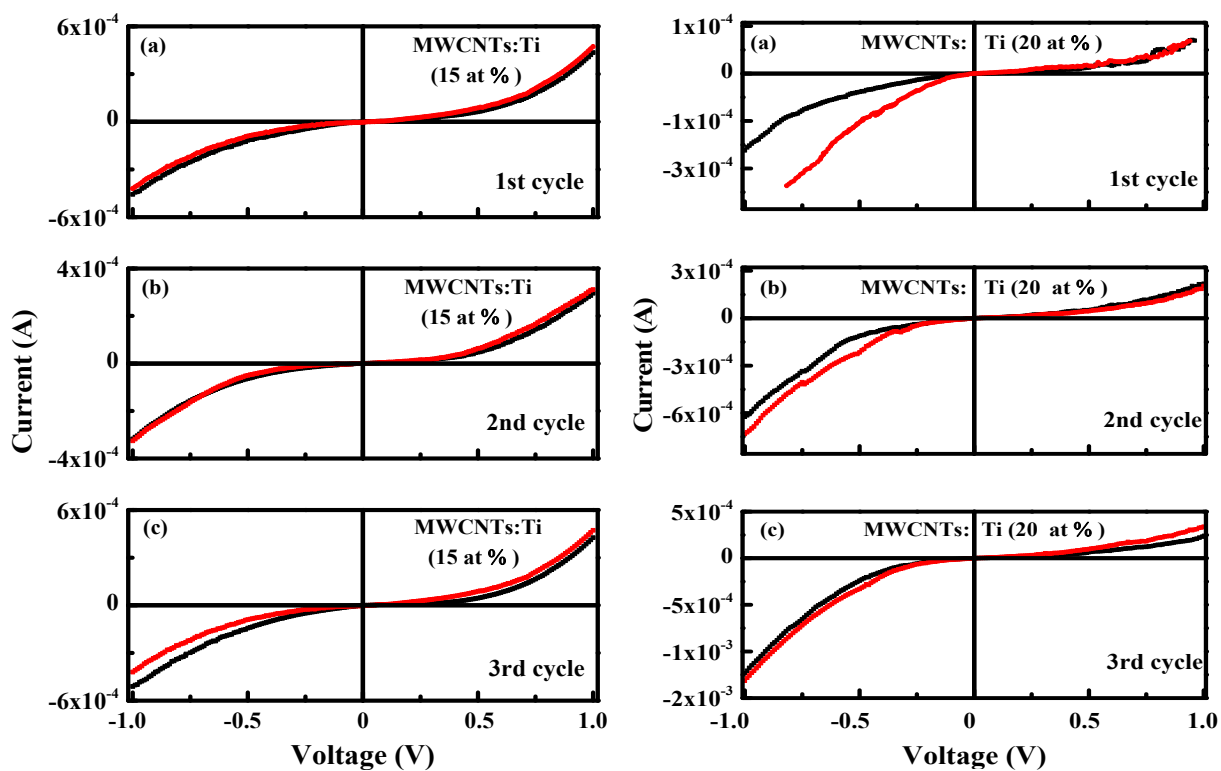 6x10⁻⁴
(a)
MWCNTs:Ti
(15 at %)
0
1st cycle
-6x10⁻⁴
4x10⁻⁴
(b)
MWCNTs:Ti
(15 at %)
0
2nd cycle
-4x10⁻⁴
6x10⁻⁴
(c)
MWCNTs:Ti
(15 at %)
0
3rd cycle
-6x10⁻⁴
-1.0 -0.5 0 0.5 1.0
Voltage (V)
Current (A)
1x10⁻⁴
(a) MWCNTs: Ti (20 at %)
0
-1x10⁻⁴
-3x10⁻⁴
1st cycle
3x10⁻⁴
(b) MWCNTs: Ti (20 at %)
0
-3x10⁻⁴
-6x10⁻⁴
2nd cycle
5x10⁻⁴
(c) MWCNTs: Ti (20 at %)
0
-5x10⁻⁴
-1x10⁻³
3rd cycle
-2x10⁻³
-1.0 -0.5 0 0.5 1.0
Voltage (V)
Current (A)